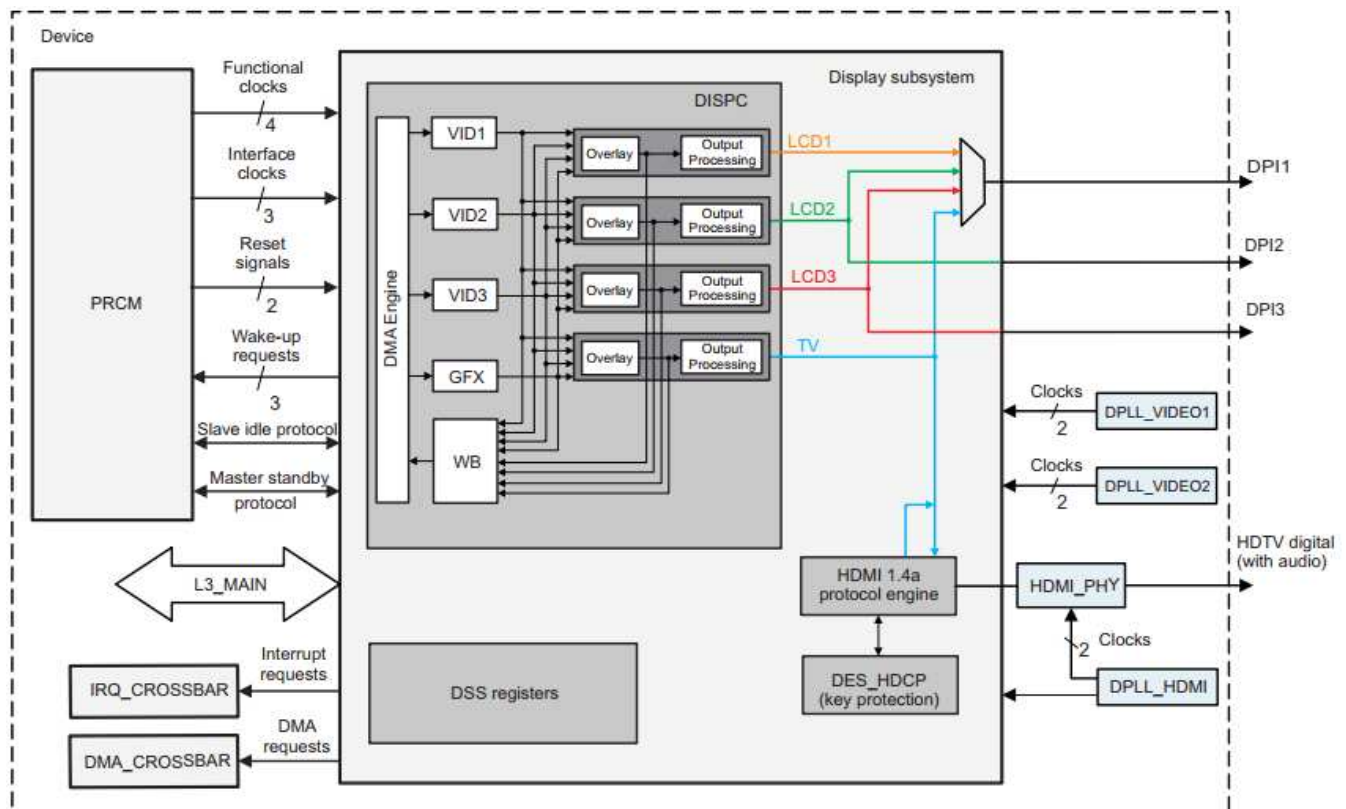 Device
Functional
clocks
4
Interface
clocks
3
Reset
signals
2
PRCM
Wake-up
requests
3
Slave idle protocol
Master standby
protocol
L3_MAIN
Interrupt
requests
IRQ_CROSSBAR
DMA
requests
DMA_CROSSBAR
Display subsystem
DISPC
DMA Engine
VID1
VID2
VID3
GFX
WB
Overlay
Output
Processing
Overlay
Output
Processing
Overlay
Output
Processing
Overlay
Output
Processing
LCD1
LCD2
LCD3
TV
DPI1
DPI2
DPI3
Clocks
2
DPLL_VIDEO1
Clocks
2
DPLL_VIDEO2
HDTV digital
(with audio)
HDMI 1.4a
protocol engine
HDMI_PHY
2
Clocks
DES_HDCP
(key protection)
DPLL_HDMI
DSS registers